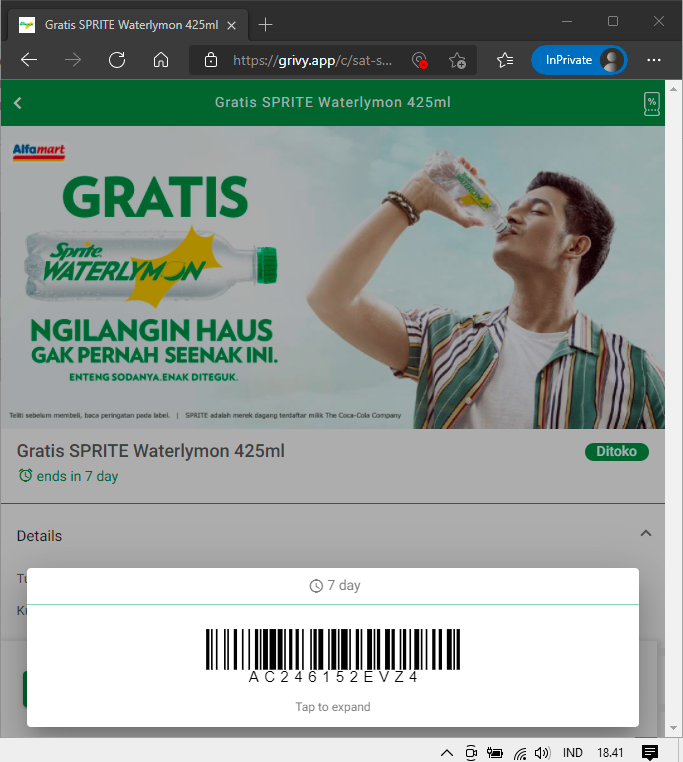 Gratis SPRITE Waterlymon 425ml
https://grivy.app/c/sat-s...
InPrivate
Gratis SPRITE Waterlymon 425ml
%
Alfamart
GRATIS
Sprite
WATERLYMON
NGILANGIN HAUS
GAK PERNAH SEENAK INI.
ENTENG SODANYA.ENAK DITEGUK.
Teliti sebelum membeli, baca peringatan pada label. | SPRITE adalah merek dagang terdaftar milik The Coca-Cola Company
Gratis SPRITE Waterlymon 425ml
Ditoko
ends in 7 day
Details
7 day
AC246152EVZ4
Tap to expand
IND
18.41